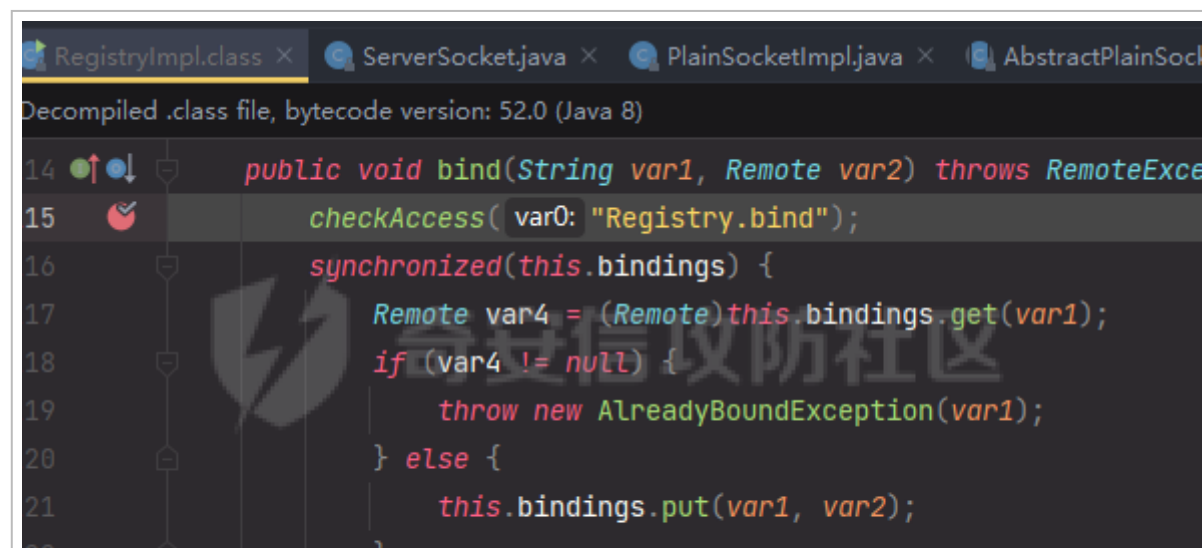 RegistryImpl.class × ServerSocket.java × PlainSocketImpl.java × AbstractPlainSock
Decompiled .class file, bytecode version: 52.0 (Java 8)
14 public void bind(String var1, Remote var2) throws RemoteExce
15 checkAccess( var0: "Registry.bind");
16 synchronized(this.bindings) {
17 Remote var4 = (Remote)this.bindings.get(var1);
18 if (var4 != null) {
19 throw new AlreadyBoundException(var1);
20 } else {
21 this.bindings.put(var1, var2);
}
奇安信攻防社区